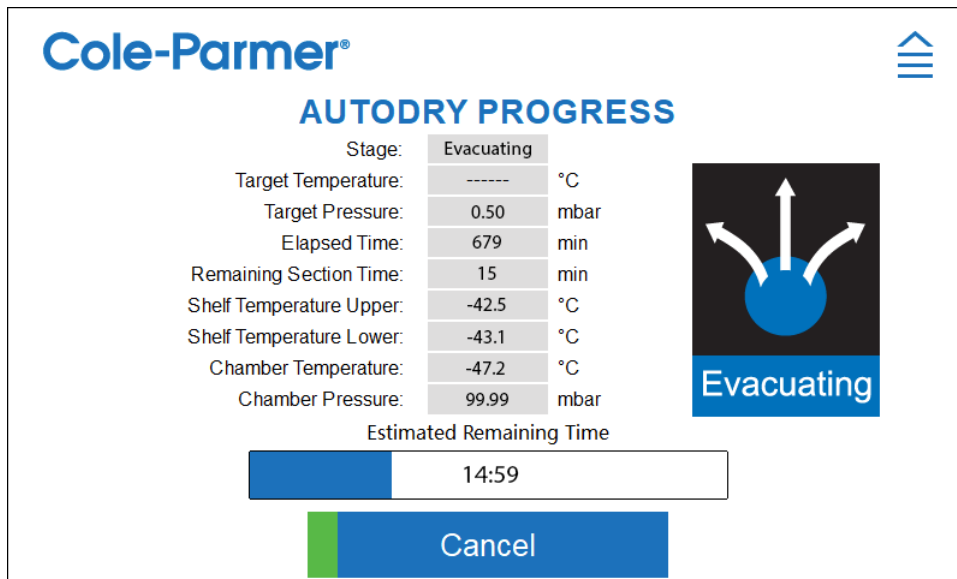 Cole-Parmer®
AUTODRY PROGRESS
Stage: Evacuating
Target Temperature: ------ °C
Target Pressure: 0.50 mbar
Elapsed Time: 679 min
Remaining Section Time: 15 min
Shelf Temperature Upper: -42.5 °C
Shelf Temperature Lower: -43.1 °C
Chamber Temperature: -47.2 °C
Chamber Pressure: 99.99 mbar
Evacuating
Estimated Remaining Time
14:59
Cancel